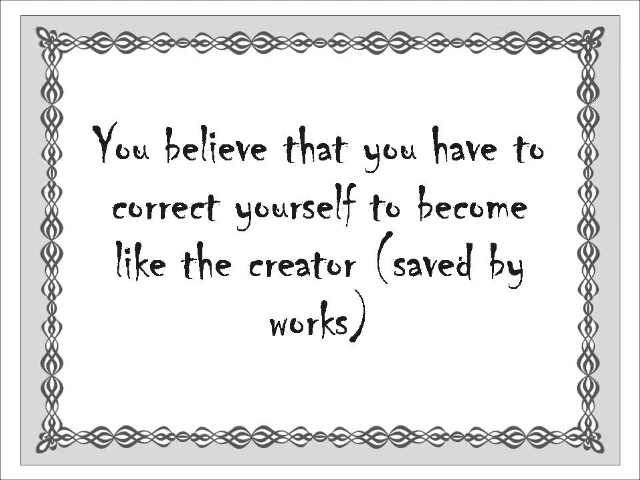 You believe that you have to
correct yourself to become
like the creator (saved by
works)